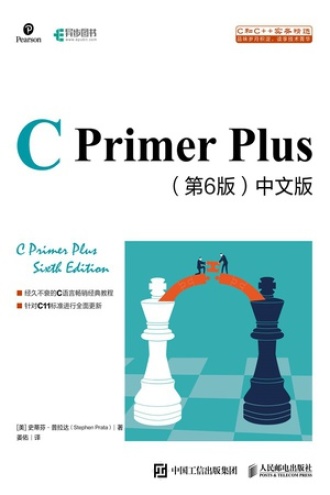 Pearson
异步图书
www.epubit.com
C和C++实务精选
C Primer Plus
（第6版）中文版
C Primer Plus
Sixth Edition
■ 经久不衰的C语言畅销经典教程
■ 针对C11标准进行全面更新
[美] 史蒂芬·普拉达（Stephen Prata） 著
姜佑 | 译
中国工信出版集团
人民邮电出版社
POSTS & TELECOM PRESS